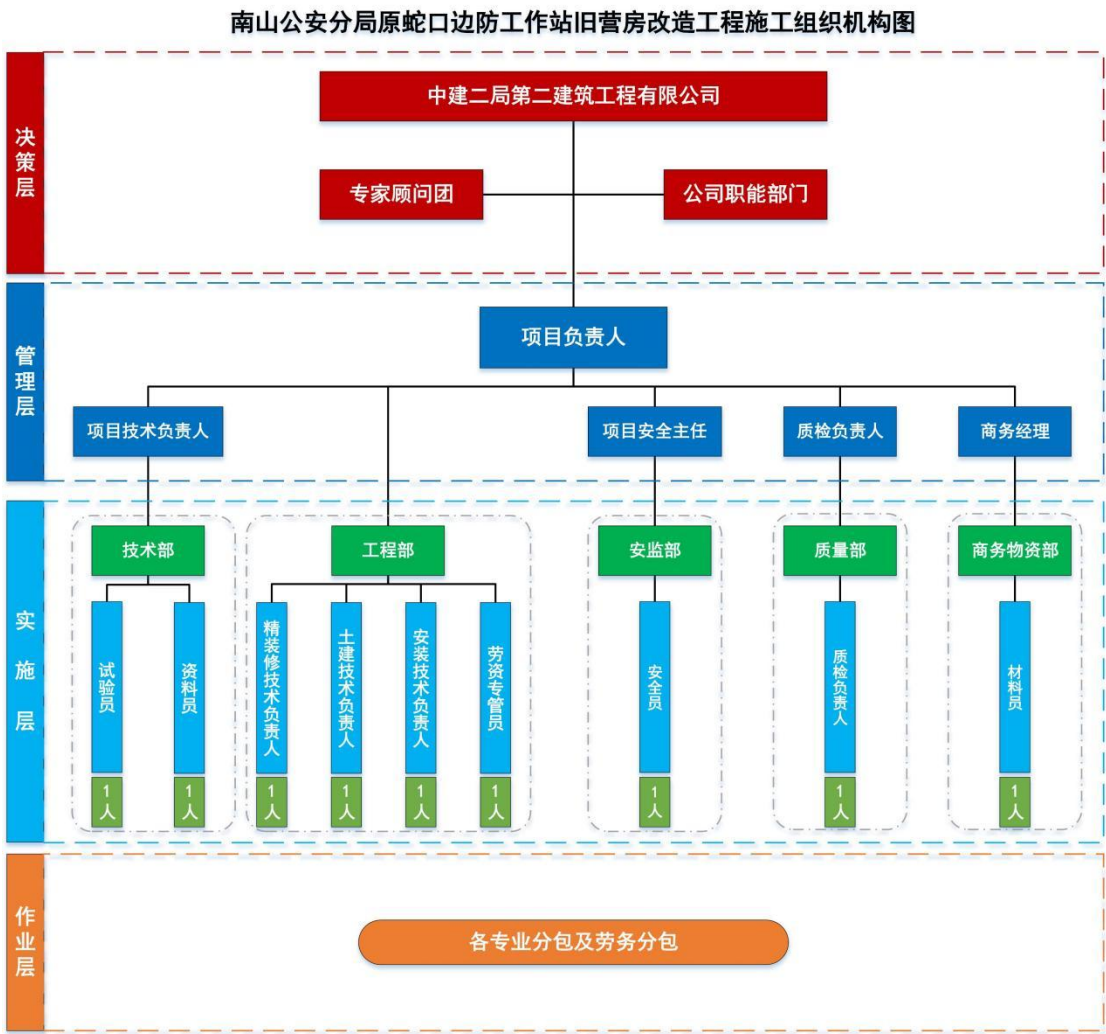 南山公安分局原蛇口边防工作站旧营房改造工程施工组织机构图
决策层
中建二局第二建筑工程有限公司
专家顾问团
公司职能部门
管理层
项目负责人
项目技术负责人
项目安全主任
质检负责人
商务经理
实施层
技术部
工程部
安监部
质量部
商务物资部
试验员
资料员
精装修技术负责人
土建技术负责人
安装技术负责人
劳资专管员
安全员
质检负责人
材料员
1人
1人
1人
1人
1人
1人
1人
1人
1人
作业层
各专业分包及劳务分包